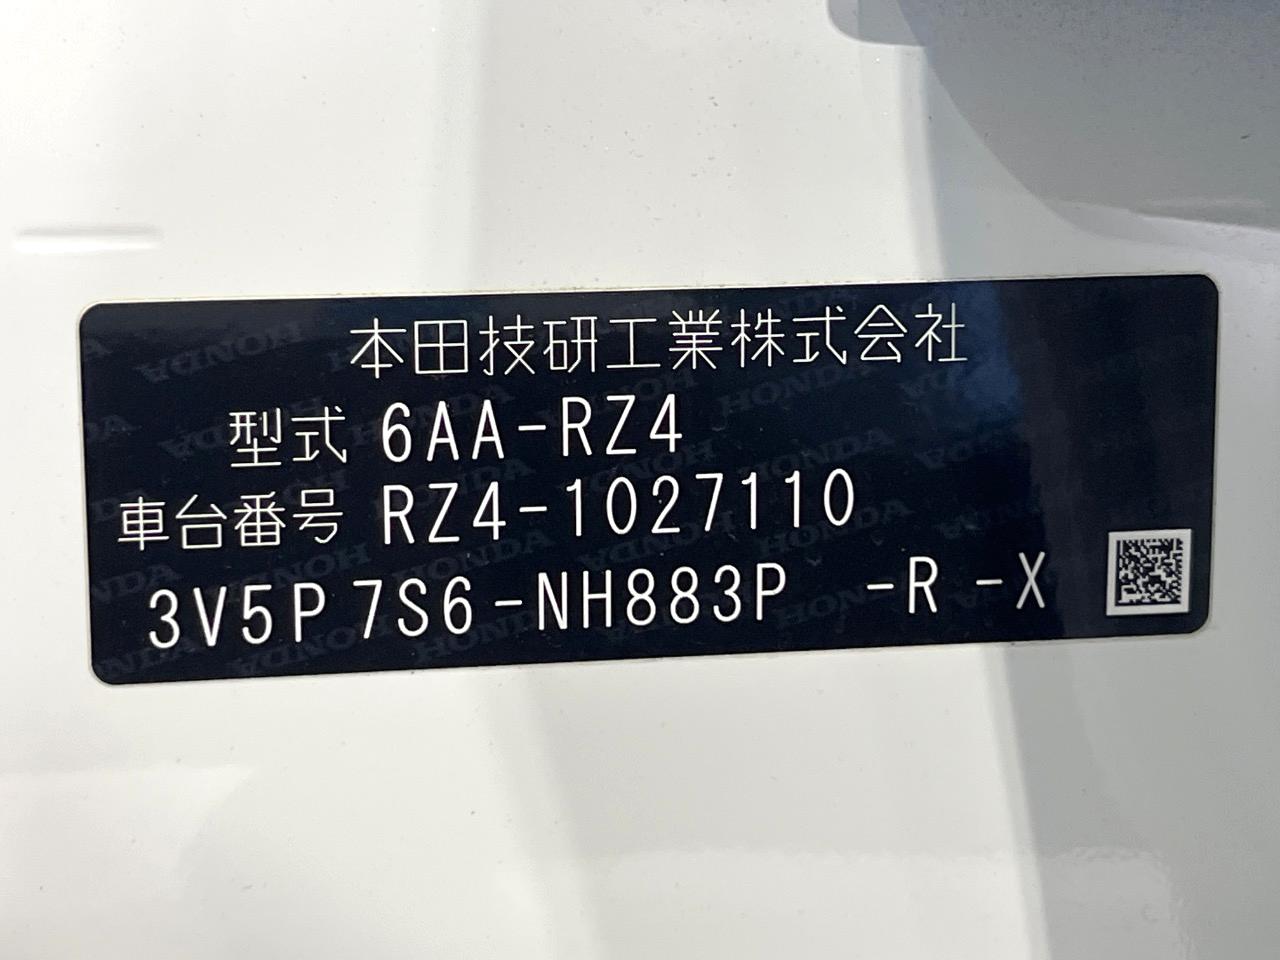 本田技研工業株式会社
型式 6AA-RZ4
車台番号 RZ4-1027110
3V5P 7S6-NH883P -R -X